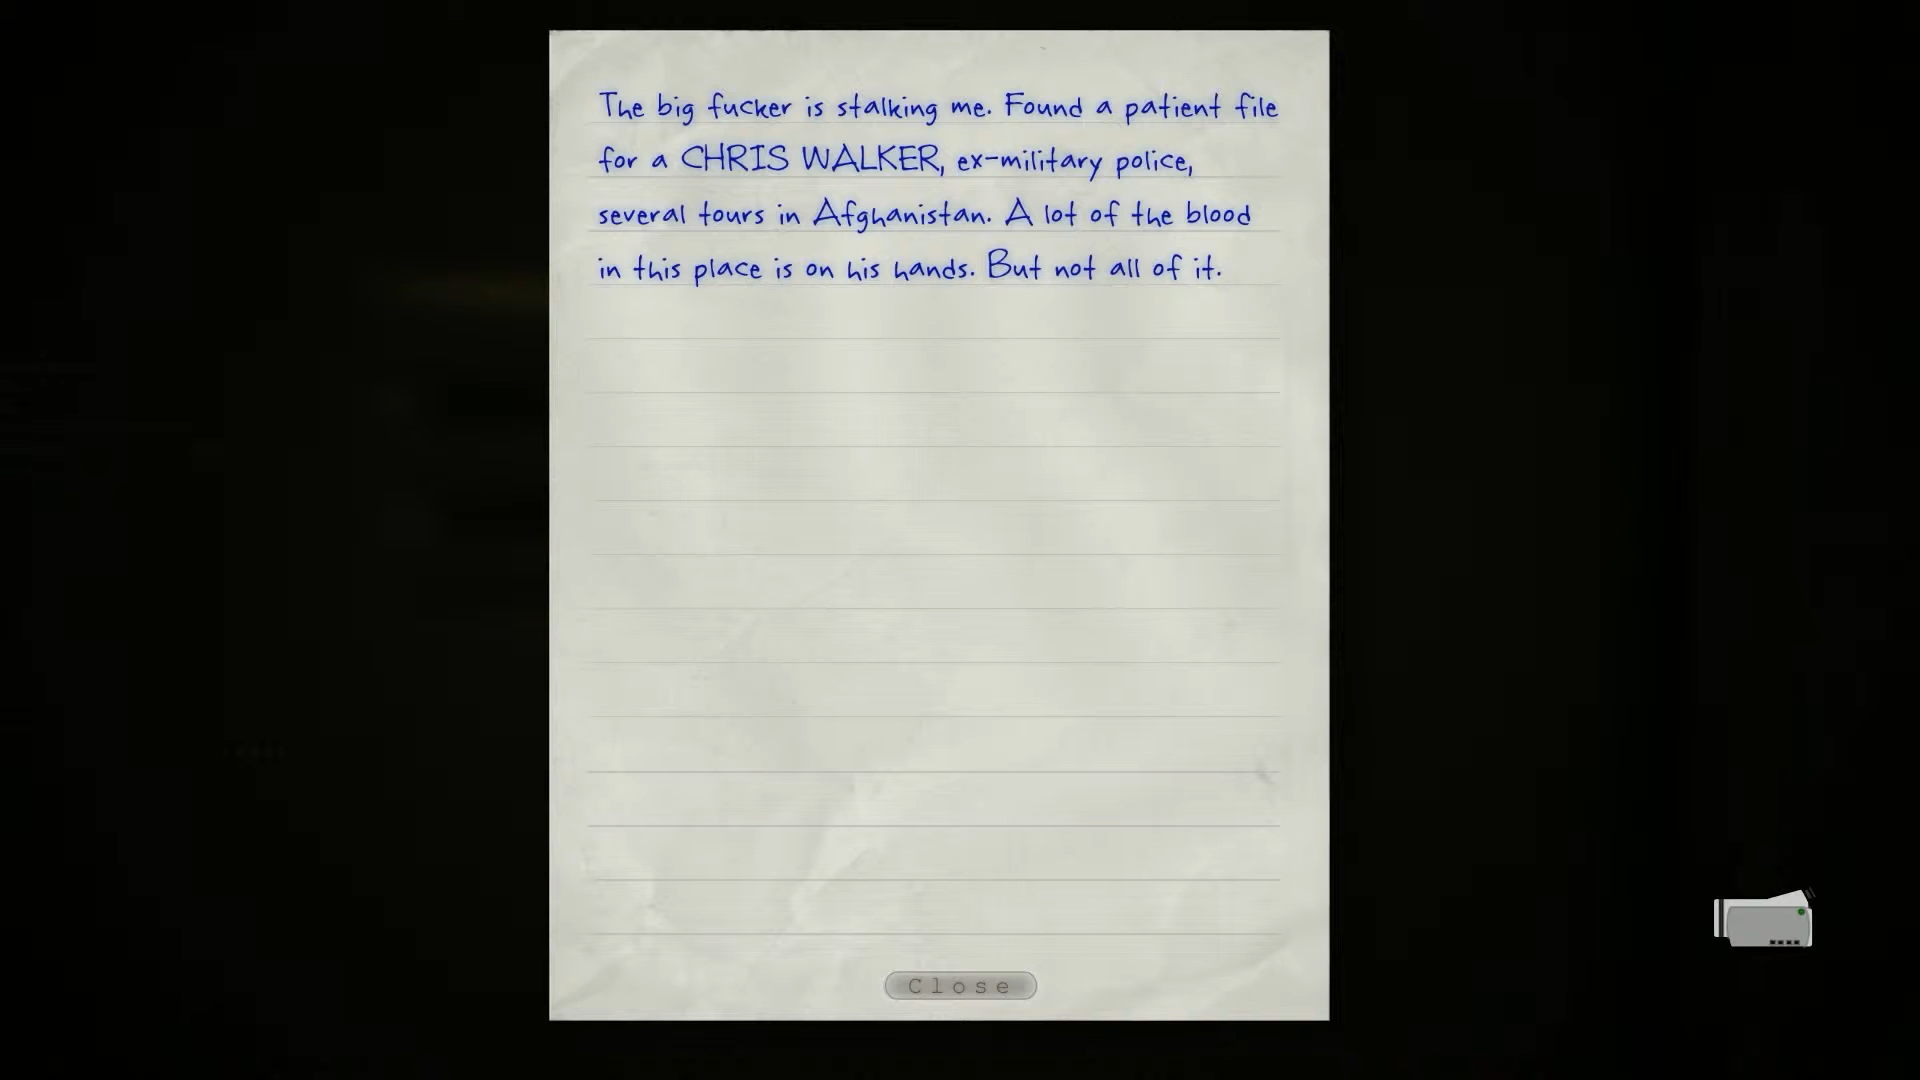 The big fucker is stalking me. Found a patient file
for a CHRIS WALKER, ex-military police,
several tours in Afghanistan. A lot of the blood
in this place is on his hands. But not all of it.
Close